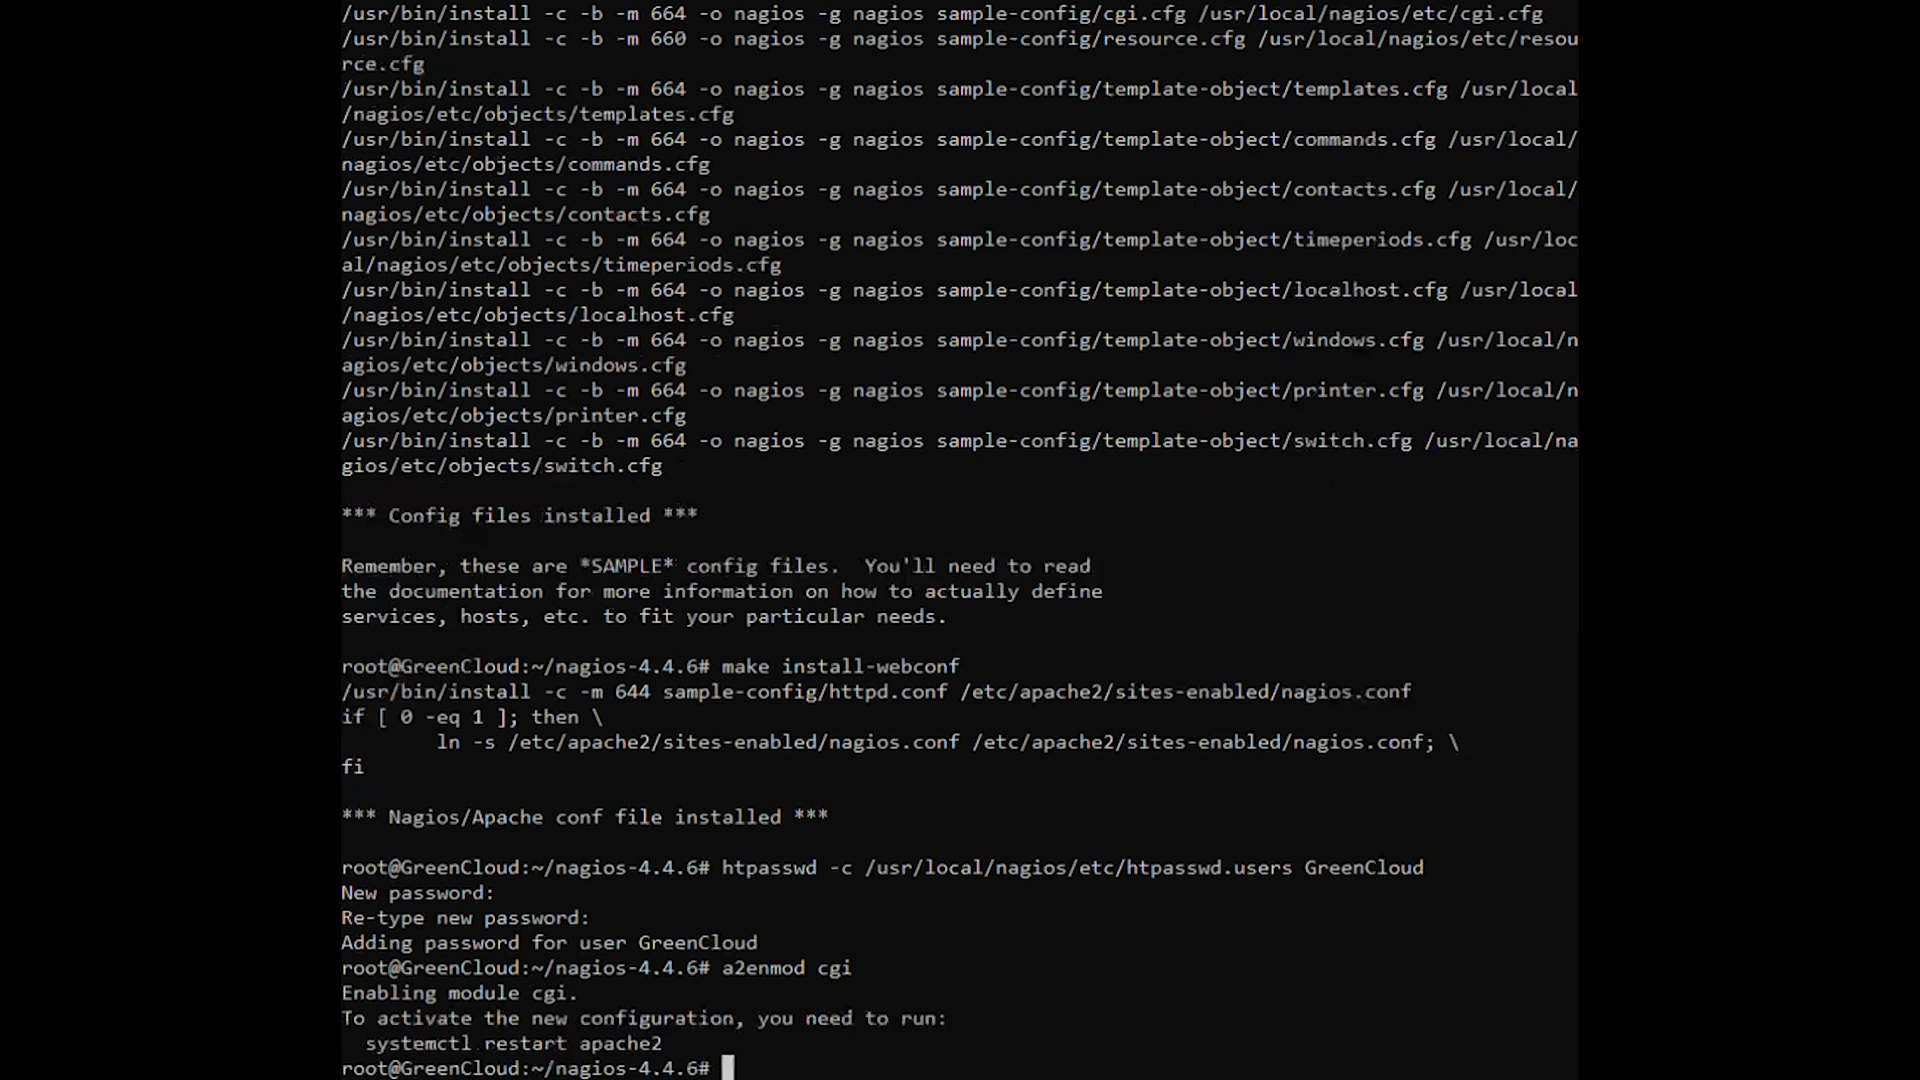 /usr/bin/install -c -b -m 664 -o nagios -g nagios sample-config/cgi.cfg /usr/local/nagios/etc/cgi.cfg
/usr/bin/install -c -b -m 660 -o nagios -g nagios sample-config/resource.cfg /usr/local/nagios/etc/resou
rce.cfg
/usr/bin/install -c -b -m 664 -o nagios -g nagios sample-config/template-object/templates.cfg /usr/local
/nagios/etc/objects/templates.cfg
/usr/bin/install -c -b -m 664 -o nagios -g nagios sample-config/template-object/commands.cfg /usr/local/
nagios/etc/objects/commands.cfg
/usr/bin/install -c -b -m 664 -o nagios -g nagios sample-config/template-object/contacts.cfg /usr/local/
nagios/etc/objects/contacts.cfg
/usr/bin/install -c -b -m 664 -o nagios -g nagios sample-config/template-object/timeperiods.cfg /usr/loc
al/nagios/etc/objects/timeperiods.cfg
/usr/bin/install -c -b -m 664 -o nagios -g nagios sample-config/template-object/localhost.cfg /usr/local
/nagios/etc/objects/localhost.cfg
/usr/bin/install -c -b -m 664 -o nagios -g nagios sample-config/template-object/windows.cfg /usr/local/n
agios/etc/objects/windows.cfg
/usr/bin/install -c -b -m 664 -o nagios -g nagios sample-config/template-object/printer.cfg /usr/local/n
agios/etc/objects/printer.cfg
/usr/bin/install -c -b -m 664 -o nagios -g nagios sample-config/template-object/switch.cfg /usr/local/na
gios/etc/objects/switch.cfg
*** Config files installed ***
Remember, these are *SAMPLE* config files.  You'll need to read
the documentation for more information on how to actually define
services, hosts, etc. to fit your particular needs.
root@GreenCloud:~/nagios-4.4.6# make install-webconf
/usr/bin/install -c -m 644 sample-config/httpd.conf /etc/apache2/sites-enabled/nagios.conf
if [ 0 -eq 1 ]; then \
        ln -s /etc/apache2/sites-enabled/nagios.conf /etc/apache2/sites-enabled/nagios.conf; \
fi
*** Nagios/Apache conf file installed ***
root@GreenCloud:~/nagios-4.4.6# htpasswd -c /usr/local/nagios/etc/htpasswd.users GreenCloud
New password:
Re-type new password:
Adding password for user GreenCloud
root@GreenCloud:~/nagios-4.4.6# a2enmod cgi
Enabling module cgi.
To activate the new configuration, you need to run:
  systemctl restart apache2
root@GreenCloud:~/nagios-4.4.6#